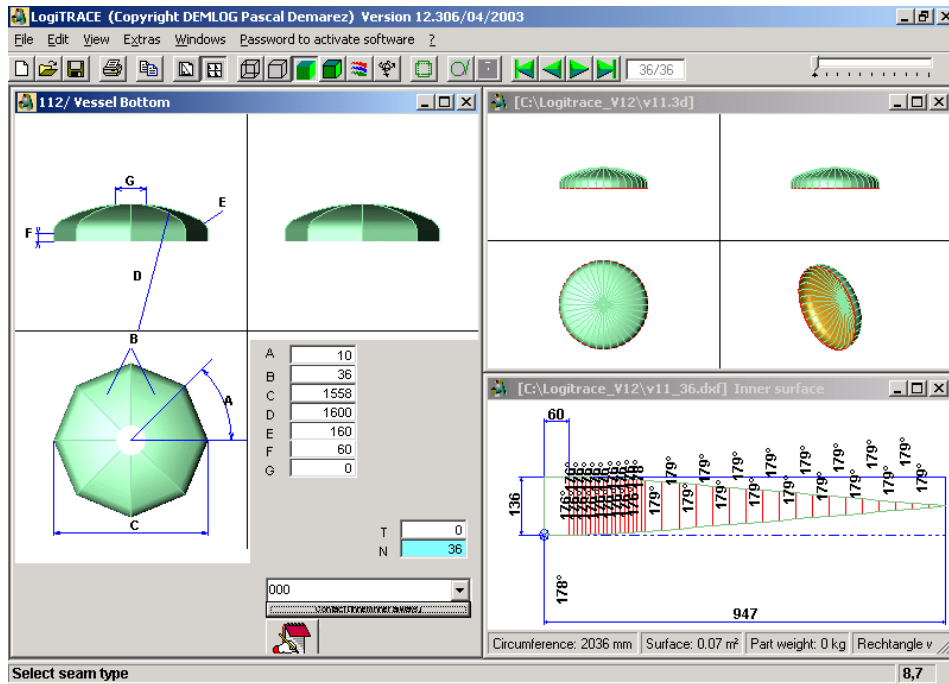 LogiTRACE (Copyright DEMLOG Pascal Demarez) Version 12.306/04/2003
File Edit View Extras Windows Password to activate software ?
36/36
112/ Vessel Bottom
G
E
F
D
B
A
C
A 10
B 36
C 1558
D 1600
E 160
F 60
G 0
T 0
N 36
000
[C:\Logitrace_V12\v11.3d]
[C:\Logitrace_V12\v11_36.dxf] Inner surface
60
179° 179° 179° 179° 179° 179° 179°
176° 179° 179° 179° 179° 179° 179° 179°
136
178°
947
Circumference: 2036 mm Surface: 0.07 m² Part weight: 0 kg Rechtangle v
Select seam type 8,7